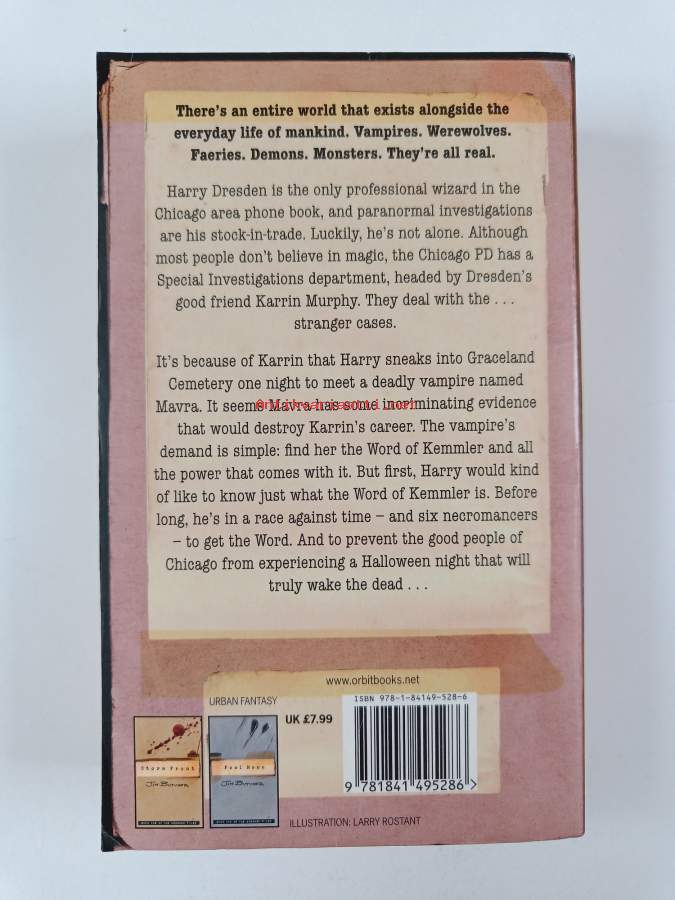 There's an entire world that exists alongside the
everyday life of mankind. Vampires. Werewolves.
Faeries. Demons. Monsters. They're all real.
Harry Dresden is the only professional wizard in the
Chicago area phone book, and paranormal investigations
are his stock-in-trade. Luckily, he's not alone. Although
most people don't believe in magic, the Chicago PD has a
Special Investigations department, headed by Dresden's
good friend Karrin Murphy. They deal with the . . .
stranger cases.
It's because of Karrin that Harry sneaks into Graceland
Cemetery one night to meet a deadly vampire named
Mavra. It seems Mavra has some incriminating evidence
that would destroy Karrin's career. The vampire's
demand is simple: find her the Word of Kemmler and all
the power that comes with it. But first, Harry would kind
of like to know just what the Word of Kemmler is. Before
long, he's in a race against time – and six necromancers
– to get the Word. And to prevent the good people of
Chicago from experiencing a Halloween night that will
truly wake the dead . . .
www.orbitbooks.net
URBAN FANTASY
UK £7.99
ISBN 978-1-84149-528-6
Storm Front
Jim Butcher
Fool Moon
Jim Butcher
9 781841 495286 >
ILLUSTRATION: LARRY ROSTANT